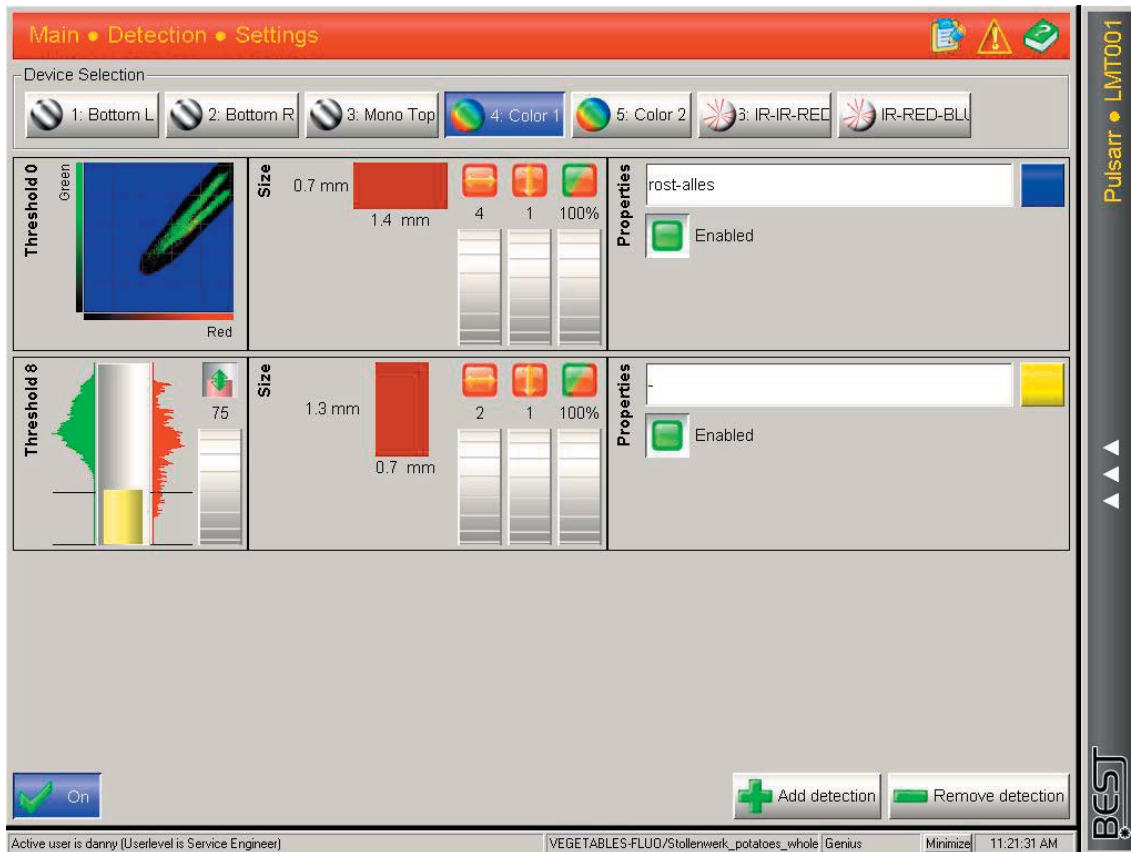 Main ● Detection ● Settings
Device Selection
1: Bottom L
2: Bottom R
3: Mono Top
4: Color 1
5: Color 2
3: IR-IR-RED
IR-RED-BLU
Threshold 0
Green
Red
Size
0.7 mm
1.4 mm
4
1
100%
Properties
rost-alles
Enabled
Threshold 8
75
Size
1.3 mm
0.7 mm
2
1
100%
Properties
-
Enabled
On
Add detection
Remove detection
Active user is danny (Userlevel is Service Engineer)
VEGETABLES-FLUO/Stollenwerk_potatoes_whole
Genius
Minimize
11:21:31 AM
Pulsarr ● LMT001
BEST